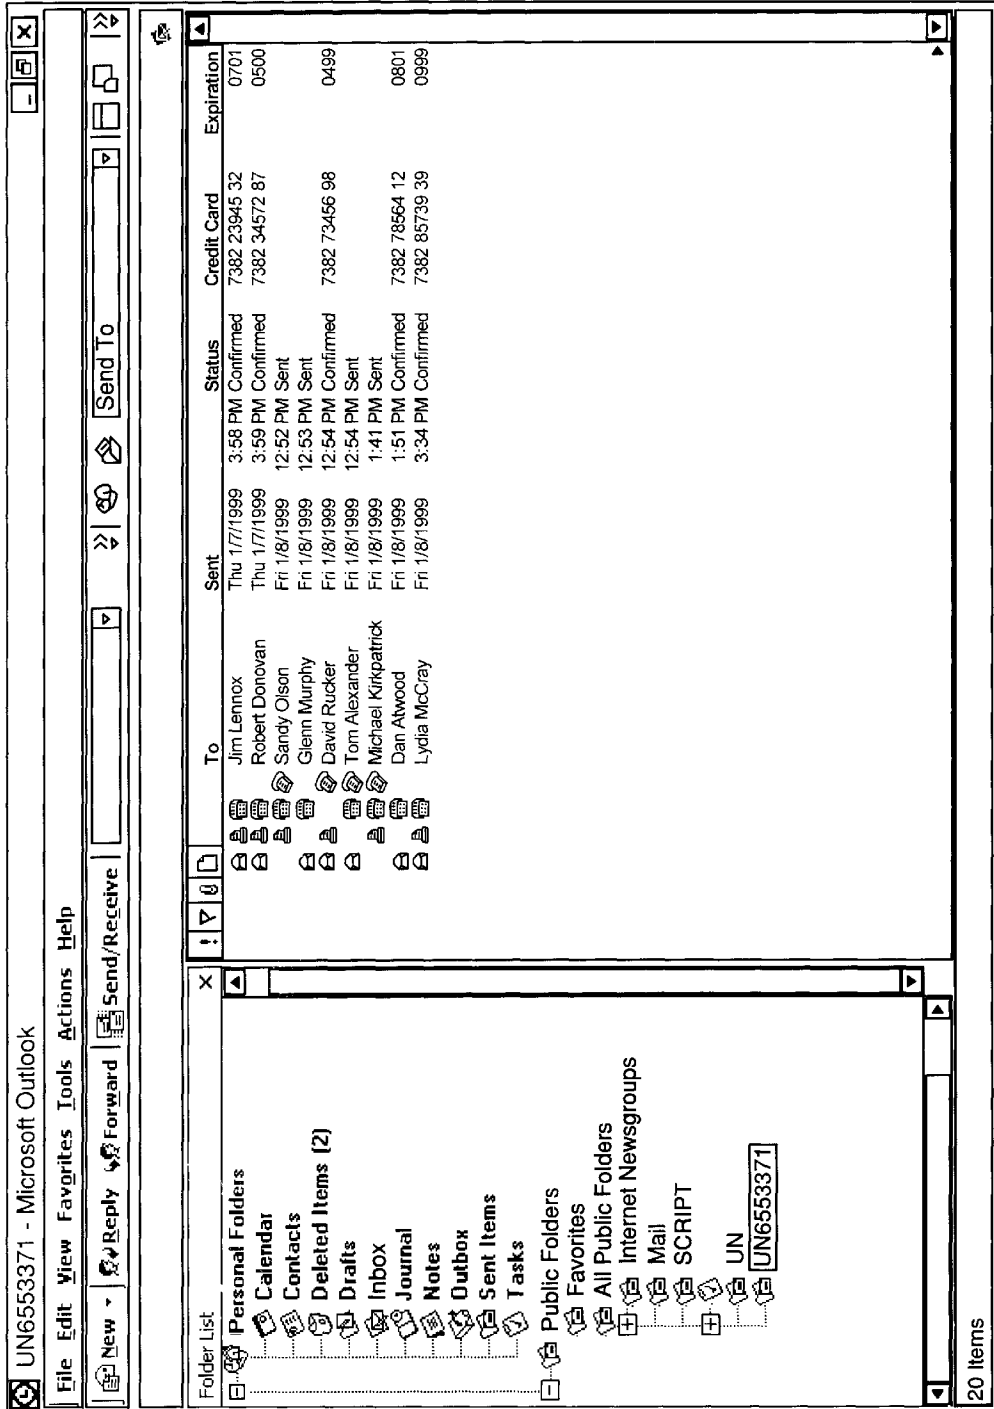 UN6553371 - Microsoft Outlook
File Edit View Favorites Tools Actions Help
New Reply Forward Send/Receive Send To
Folder List
Personal Folders
Calendar
Contacts
Deleted Items (2)
Drafts
Inbox
Journal
Notes
Outbox
Sent Items
Tasks
Public Folders
Favorites
All Public Folders
Internet Newsgroups
Mail
SCRIPT
UN
UN6553371
! To Sent Status Credit Card Expiration
Jim Lennox Thu 1/7/1999 3:58 PM Confirmed 7382 23945 32 0701
Robert Donovan Thu 1/7/1999 3:59 PM Confirmed 7382 34572 87 0500
Sandy Olson Fri 1/8/1999 12:52 PM Sent
Glenn Murphy Fri 1/8/1999 12:53 PM Sent
David Rucker Fri 1/8/1999 12:54 PM Confirmed 7382 73456 98 0499
Tom Alexander Fri 1/8/1999 12:54 PM Sent
Michael Kirkpatrick Fri 1/8/1999 1:41 PM Sent
Dan Atwood Fri 1/8/1999 1:51 PM Confirmed 7382 78564 12 0801
Lydia McCray Fri 1/8/1999 3:34 PM Confirmed 7382 85739 39 0999
20 Items